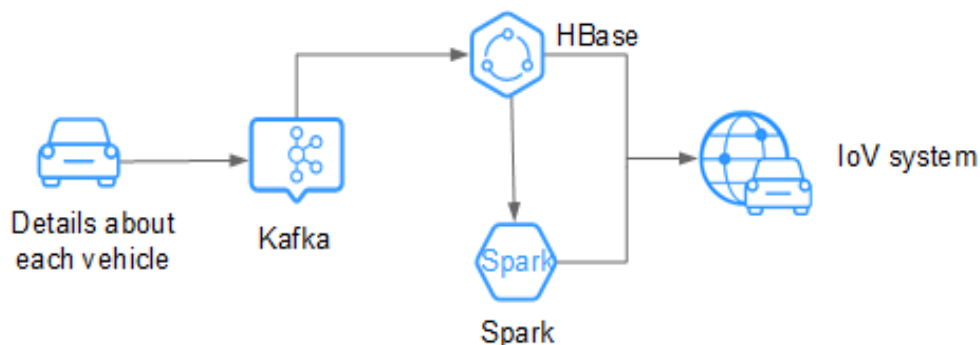 HBase
IoV system
Details about
each vehicle
Kafka
Spark
Spark